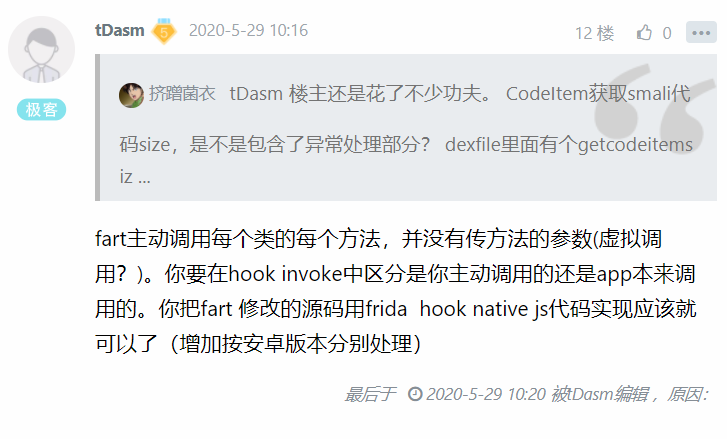 tDasm 5 2020-5-29 10:16 12 楼 0
极客
挤蹭菌衣 tDasm 楼主还是花了不少功夫。 CodeItem获取smali代
码size，是不是包含了异常处理部分？ dexfile里面有个getcodeitems
iz ...
fart主动调用每个类的每个方法，并没有传方法的参数(虚拟调
用？)。你要在hook invoke中区分是你主动调用的还是app本来调
用的。你把fart 修改的源码用frida hook native js代码实现应该就
可以了（增加按安卓版本分别处理）
最后于 2020-5-29 10:20 被tDasm编辑 ，原因：